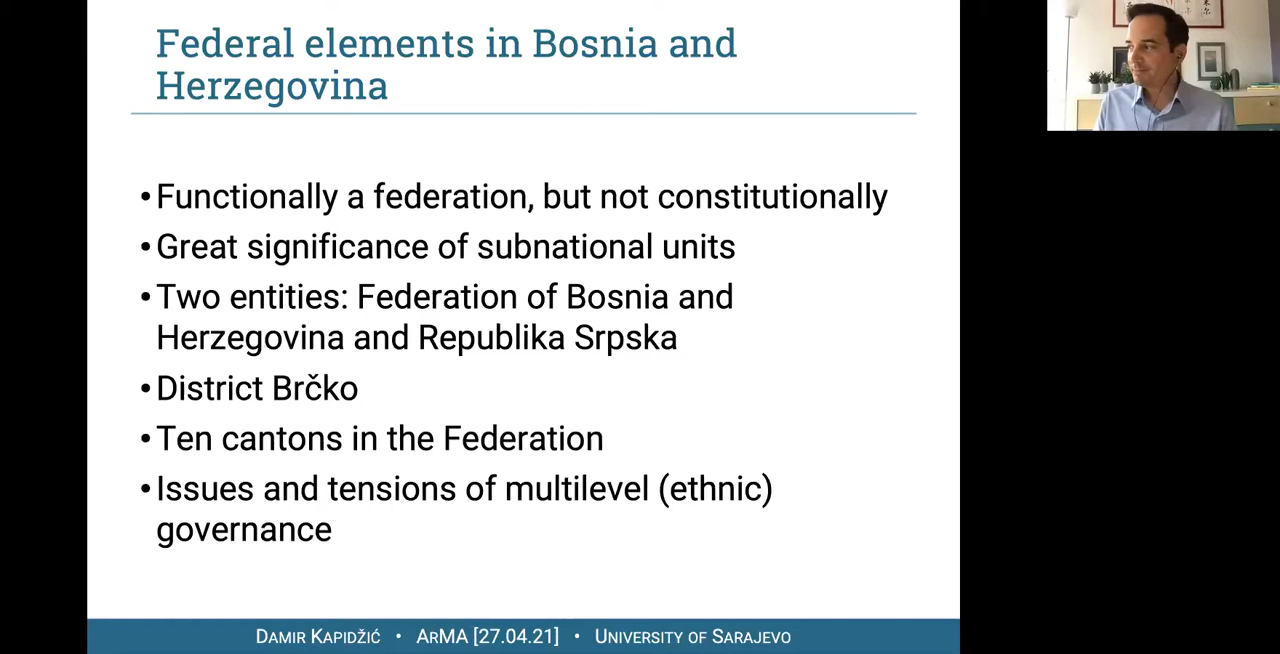 Federal elements in Bosnia and
Herzegovina
•Functionally a federation, but not constitutionally
•Great significance of subnational units
•Two entities: Federation of Bosnia and
Herzegovina and Republika Srpska
•District Brčko
•Ten cantons in the Federation
•Issues and tensions of multilevel (ethnic)
governance
Damir Kapidžić • ArMA [27.04.21] • University of Sarajevo